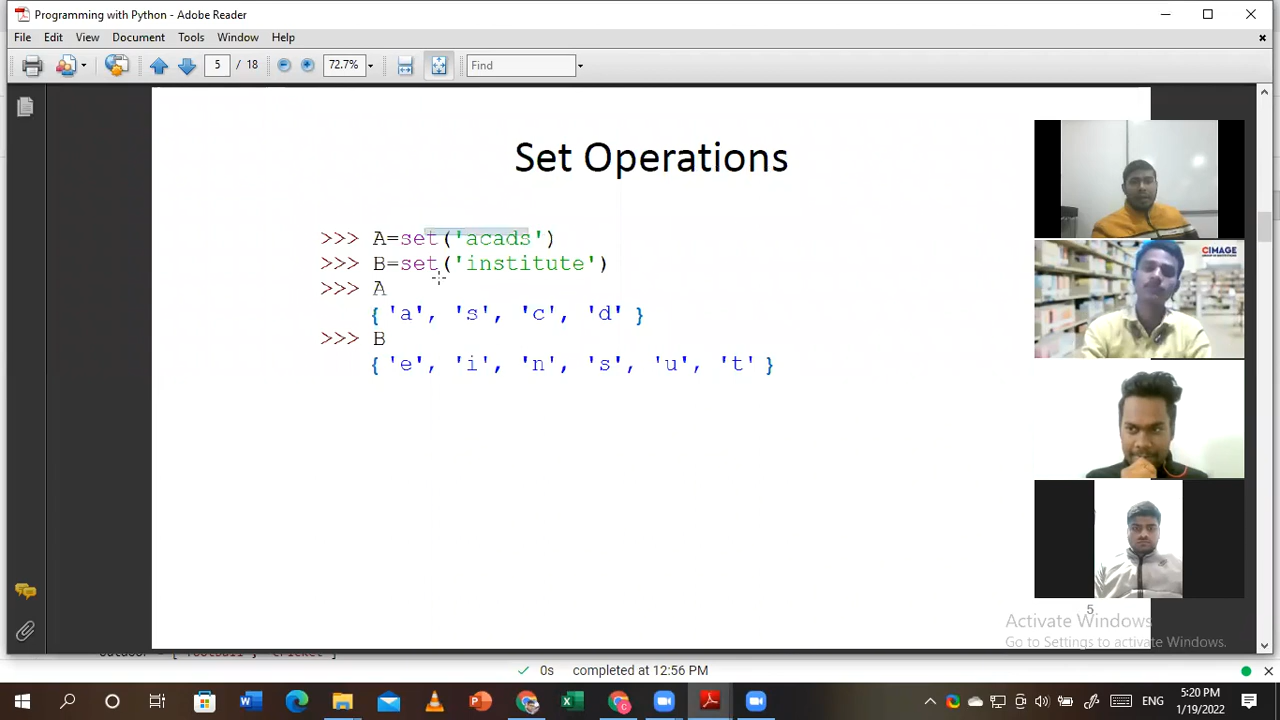 Programming with Python - Adobe Reader
File Edit View Document Tools Window Help
5 / 18 72.7% Find
Set Operations
>>> A=set('acads')
>>> B=set('institute')
>>> A
{'a', 's', 'c', 'd' }
>>> B
{'e', 'i', 'n', 's', 'u', 't' }
CIMAGE
5
Activate Windows
Go to Settings to activate Windows.
0s completed at 12:56 PM
ENG
5:20 PM
1/19/2022